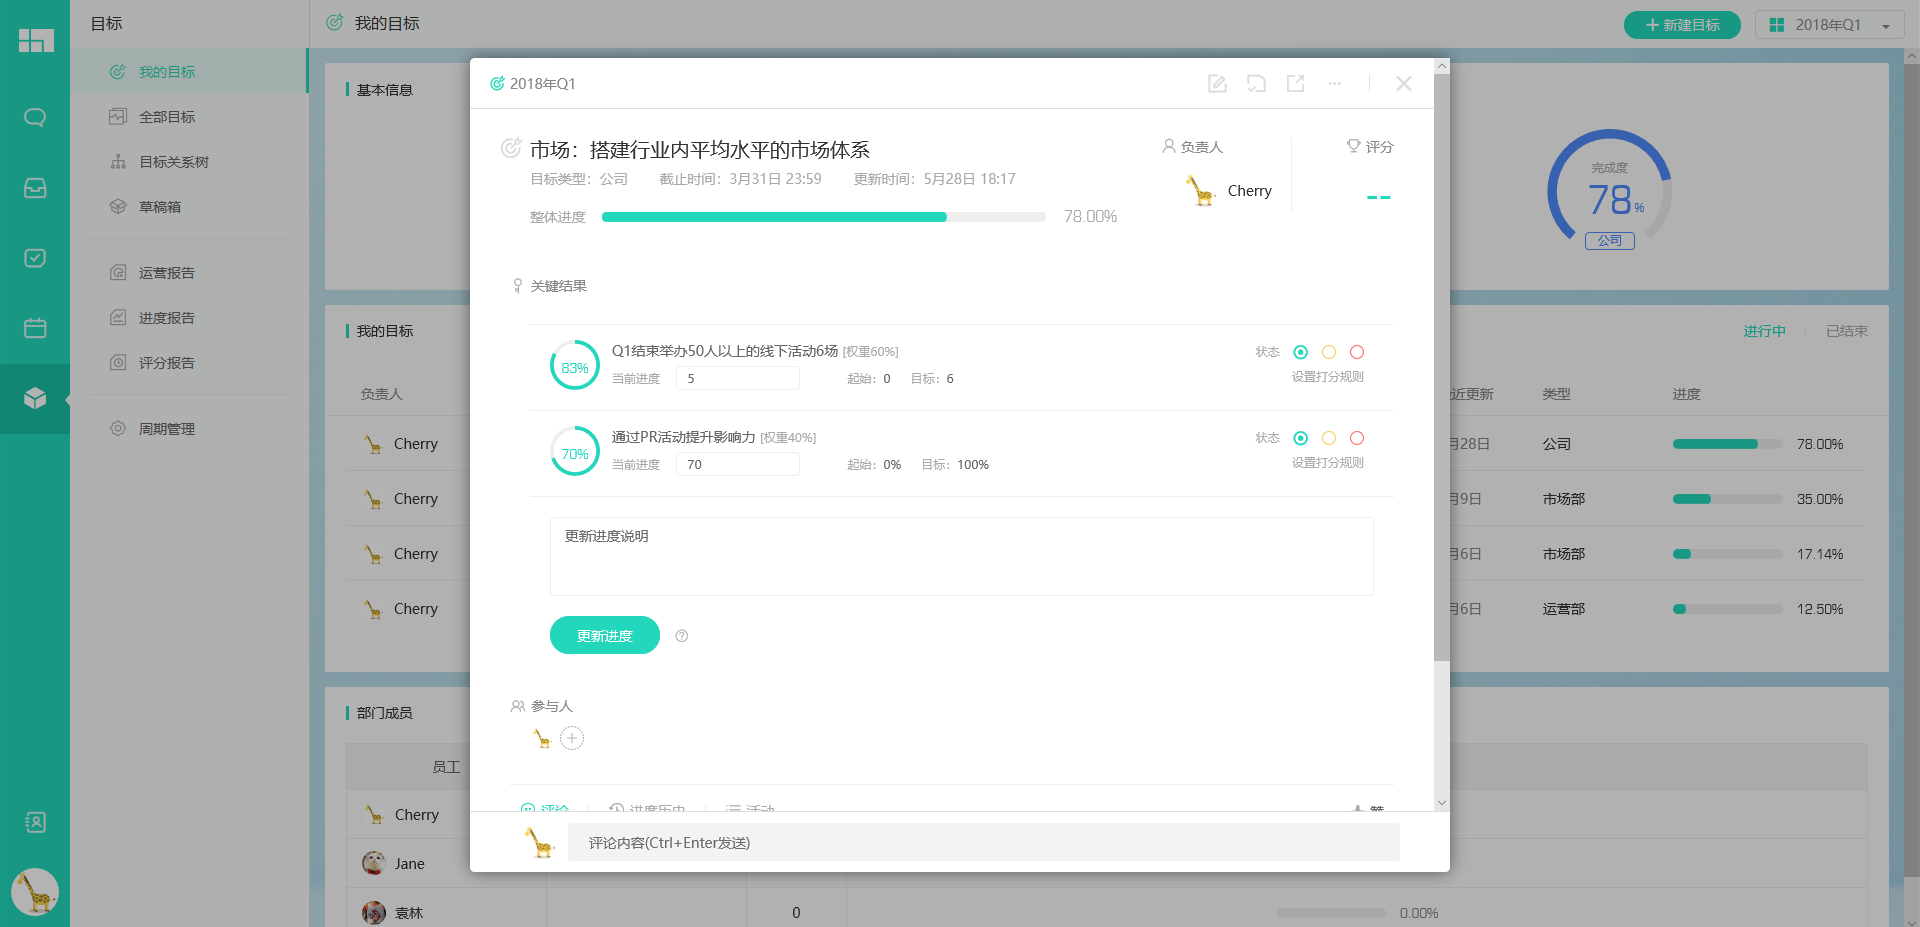 目标
我的目标
新建目标
2018年Q1
我的目标
全部目标
目标关系树
草稿箱
运营报告
进度报告
评分报告
周期管理
基本信息
完成度
78%
公司
2018年Q1
市场：搭建行业内平均水平的市场体系
目标类型：公司 截止时间：3月31日 23:59 更新时间：5月28日 18:17
整体进度 78.00%
负责人
Cherry
评分
--
关键结果
83%
Q1结束举办50人以上的线下活动6场 [权重60%]
当前进度 5 起始：0 目标：6
状态
设置打分规则
70%
通过PR活动提升影响力 [权重40%]
当前进度 70 起始：0% 目标：100%
状态
设置打分规则
更新进度说明
更新进度
参与人
评论 进度历史 活动 赞
评论内容(Ctrl+Enter发送)
我的目标
进行中 已结束
负责人 近更新 类型 进度
Cherry 月28日 公司 78.00%
Cherry 月9日 市场部 35.00%
Cherry 月6日 市场部 17.14%
Cherry 月6日 运营部 12.50%
部门成员
员工
Cherry
Jane
袁林 0 0.00%